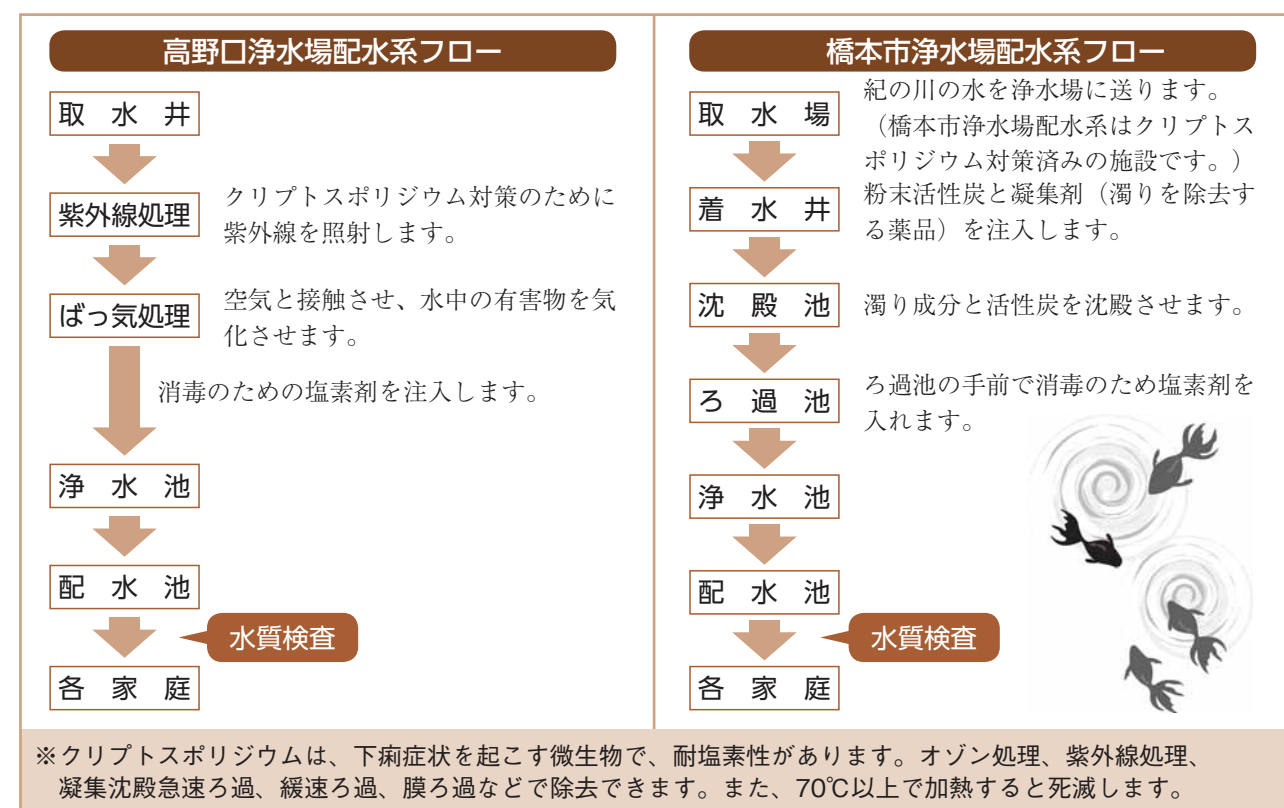 高野口浄水場配水系フロー
取水井
紫外線処理
クリプトスポリジウム対策のために
紫外線を照射します。
ばっ気処理
空気と接触させ、水中の有害物を気
化させます。
消毒のための塩素剤を注入します。
浄水池
配水池
水質検査
各家庭
橋本市浄水場配水系フロー
取水場
紀の川の水を浄水場に送ります。
（橋本市浄水場配水系はクリプトス
ポリジウム対策済みの施設です。）
着水井
粉末活性炭と凝集剤（濁りを除去す
る薬品）を注入します。
沈殿池
濁り成分と活性炭を沈殿させます。
ろ過池
ろ過池の手前で消毒のため塩素剤を
入れます。
浄水池
配水池
水質検査
各家庭
※クリプトスポリジウムは、下痢症状を起こす微生物で、耐塩素性があります。オゾン処理、紫外線処理、
凝集沈殿急速ろ過、緩速ろ過、膜ろ過などで除去できます。また、70℃以上で加熱すると死滅します。